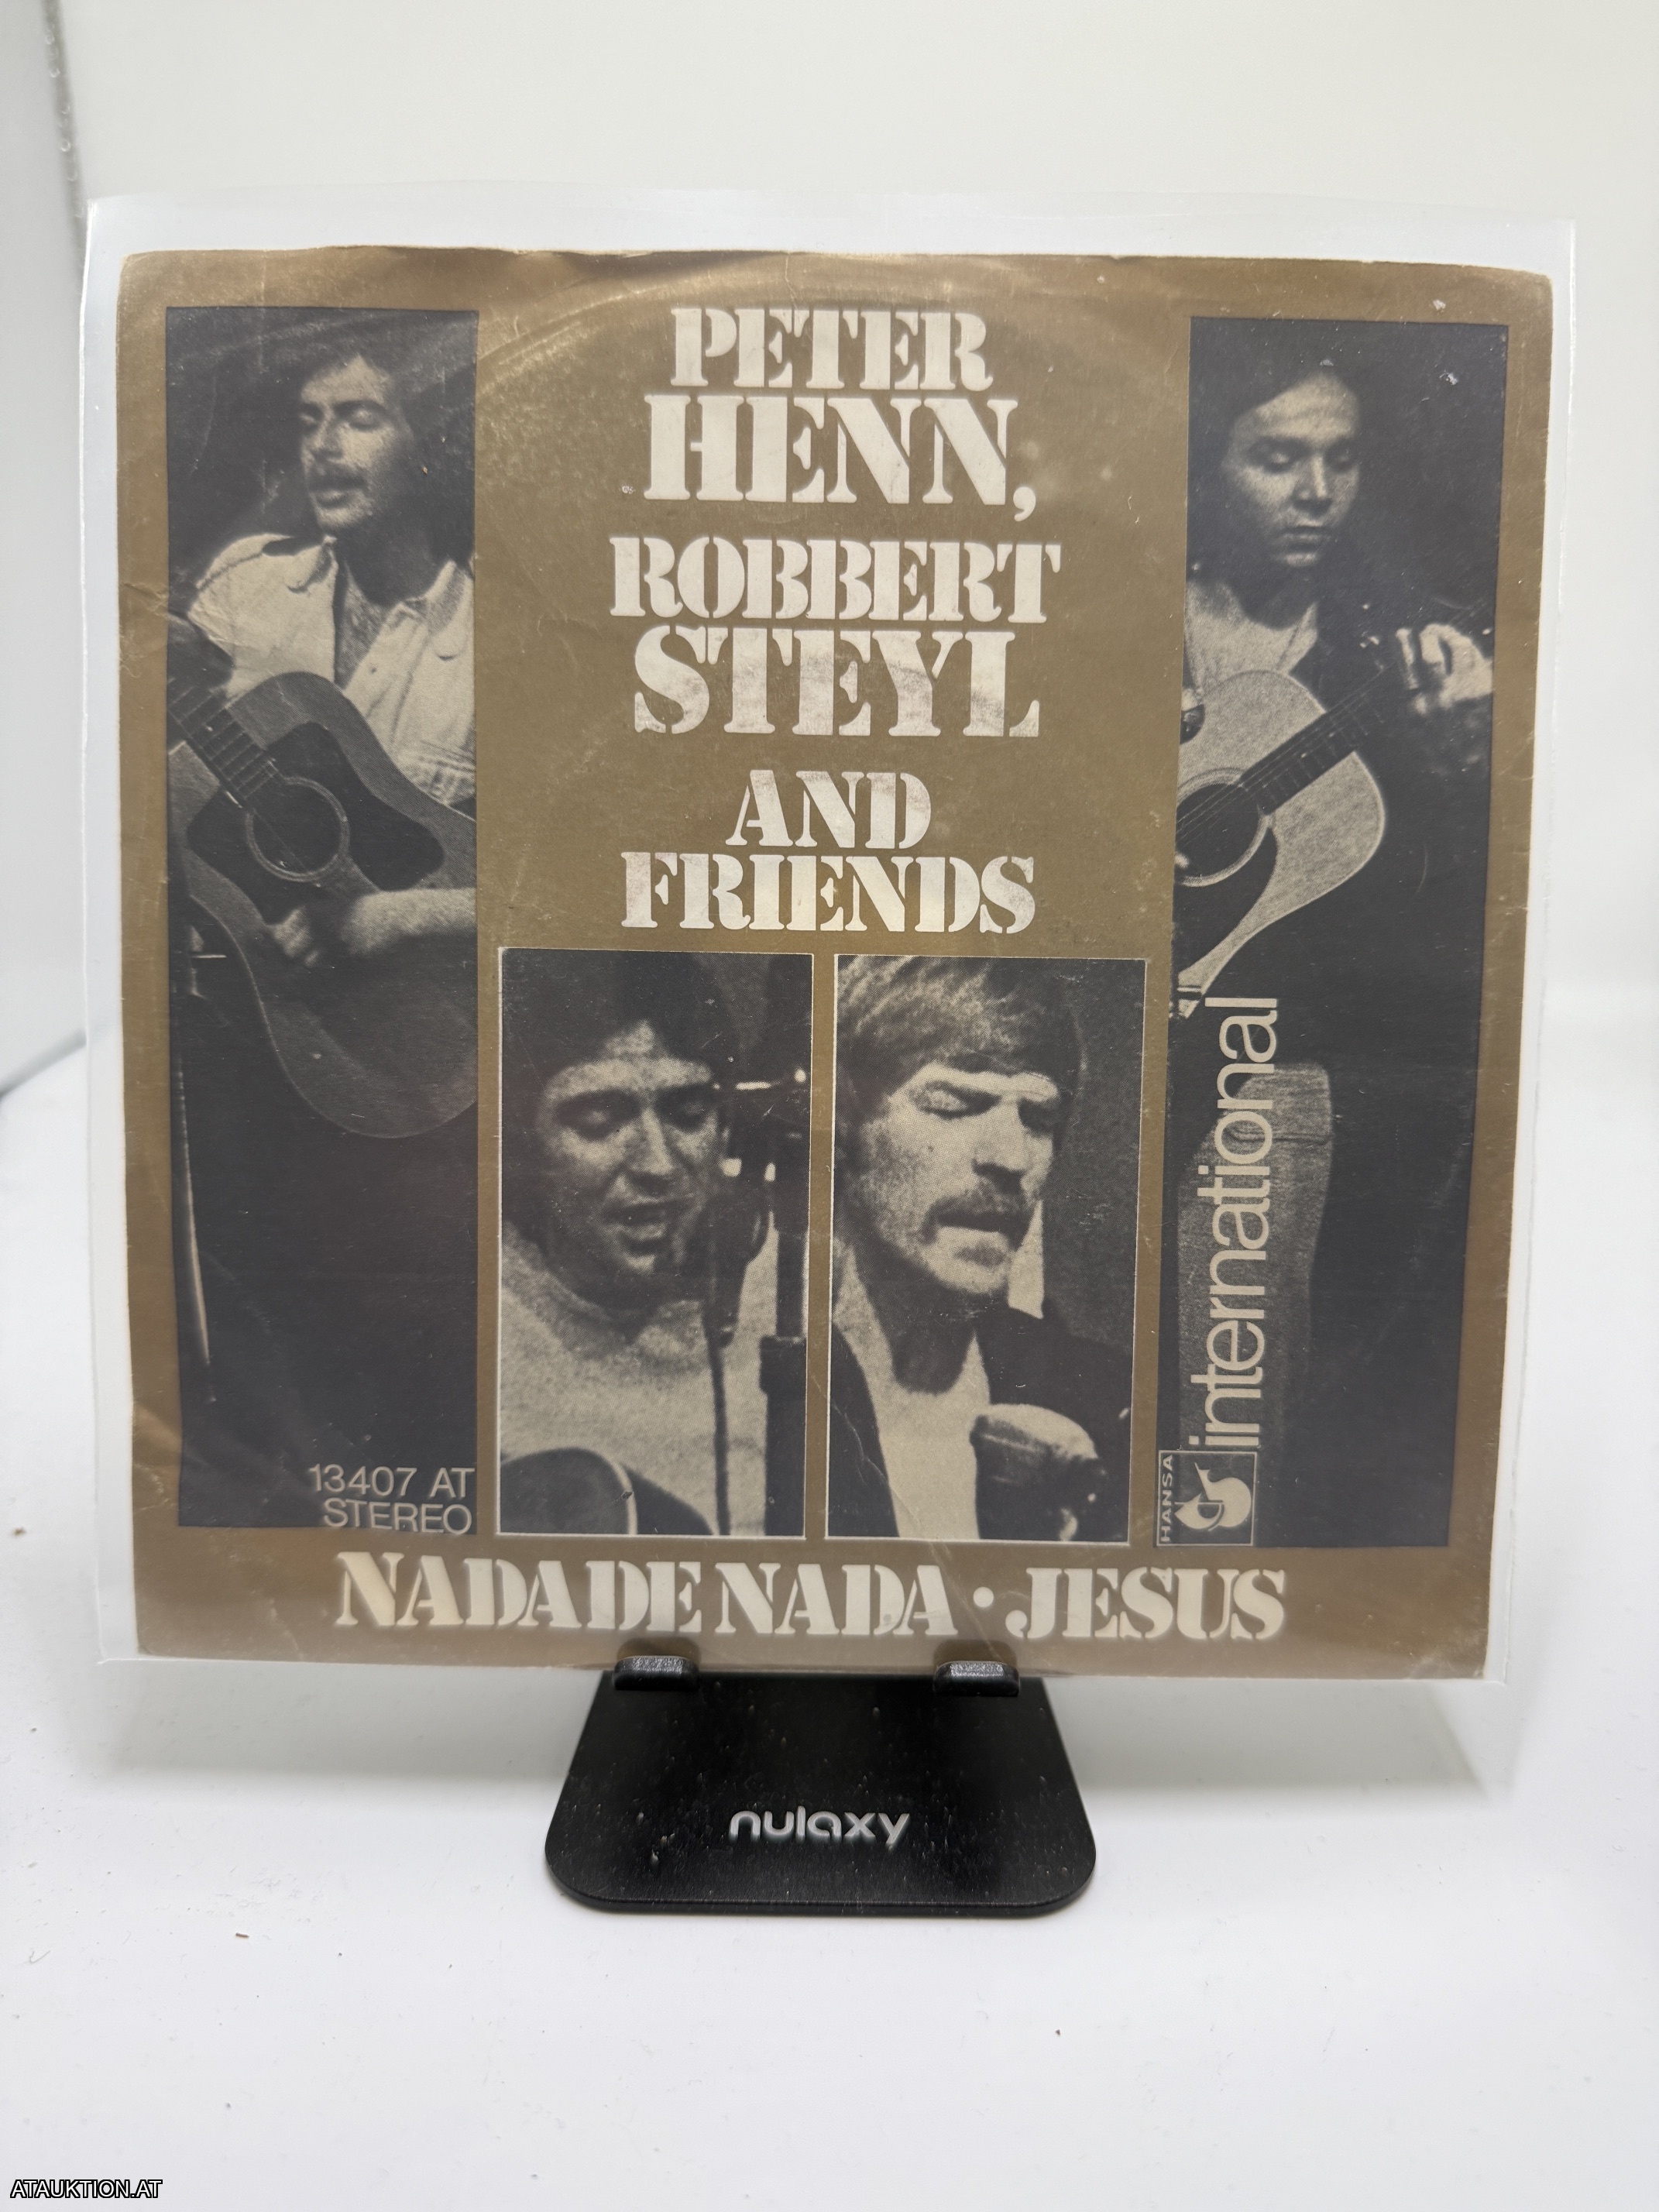 PETER
HENN,
ROBBERT
STEYL
AND
FRIENDS
international
HANSA
13407 AT
STEREO
NADA DE NADA · JESUS
nulaxy
ATAUKTION.AT